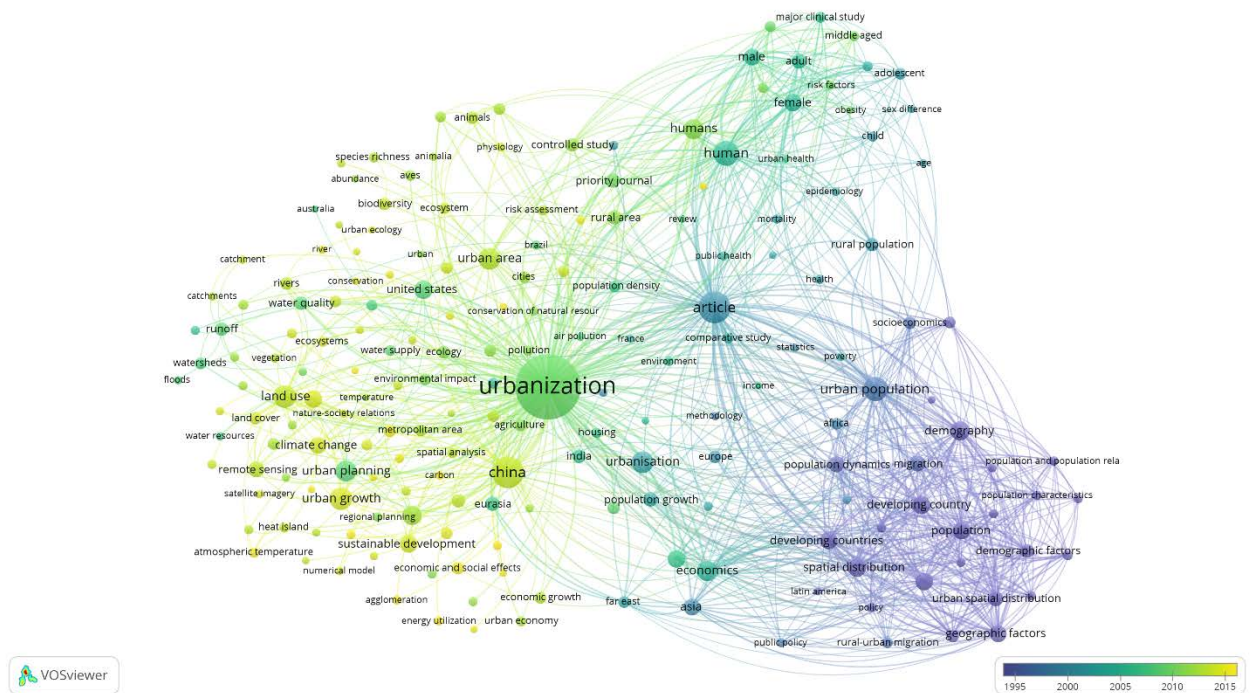 major clinical study
middle aged
male
adult
adolescent
risk factors
female
obesity
sex difference
animals
humans
child
physiology
controlled study
human
urban health
species richness
animalia
age
abundance
aves
priority journal
epidemiology
biodiversity
ecosystem
risk assessment
australia
rural area
review
mortality
urban ecology
brazil
rural population
river
urban
urban area
public health
catchment
cities
health
rivers
conservation
united states
population density
catchments
water quality
conservation of natural resour
article
runoff
air pollution
france
comparative study
socioeconomics
ecosystems
statistics
watersheds
vegetation
water supply
ecology
pollution
environment
poverty
floods
environmental impact
urbanization
income
urban population
land use
temperature
nature-society relations
methodology
land cover
agriculture
africa
water resources
metropolitan area
housing
demography
climate change
spatial analysis
india
urbanisation
europe
population dynamics
migration
population and population rela
remote sensing
urban planning
carbon
china
satellite imagery
urban growth
eurasia
population growth
developing country
population characteristics
regional planning
heat island
population
atmospheric temperature
sustainable development
developing countries
demographic factors
numerical model
economic and social effects
economics
spatial distribution
agglomeration
economic growth
far east
asia
latin america
policy
urban spatial distribution
energy utilization
urban economy
public policy
rural-urban migration
geographic factors
VOSviewer
1995 2000 2005 2010 2015